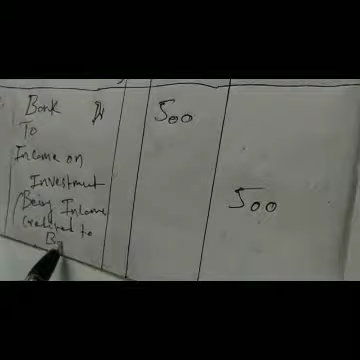 Bank Dr 500
To
Income on
Investment
500
(Being Income
Credited to
B